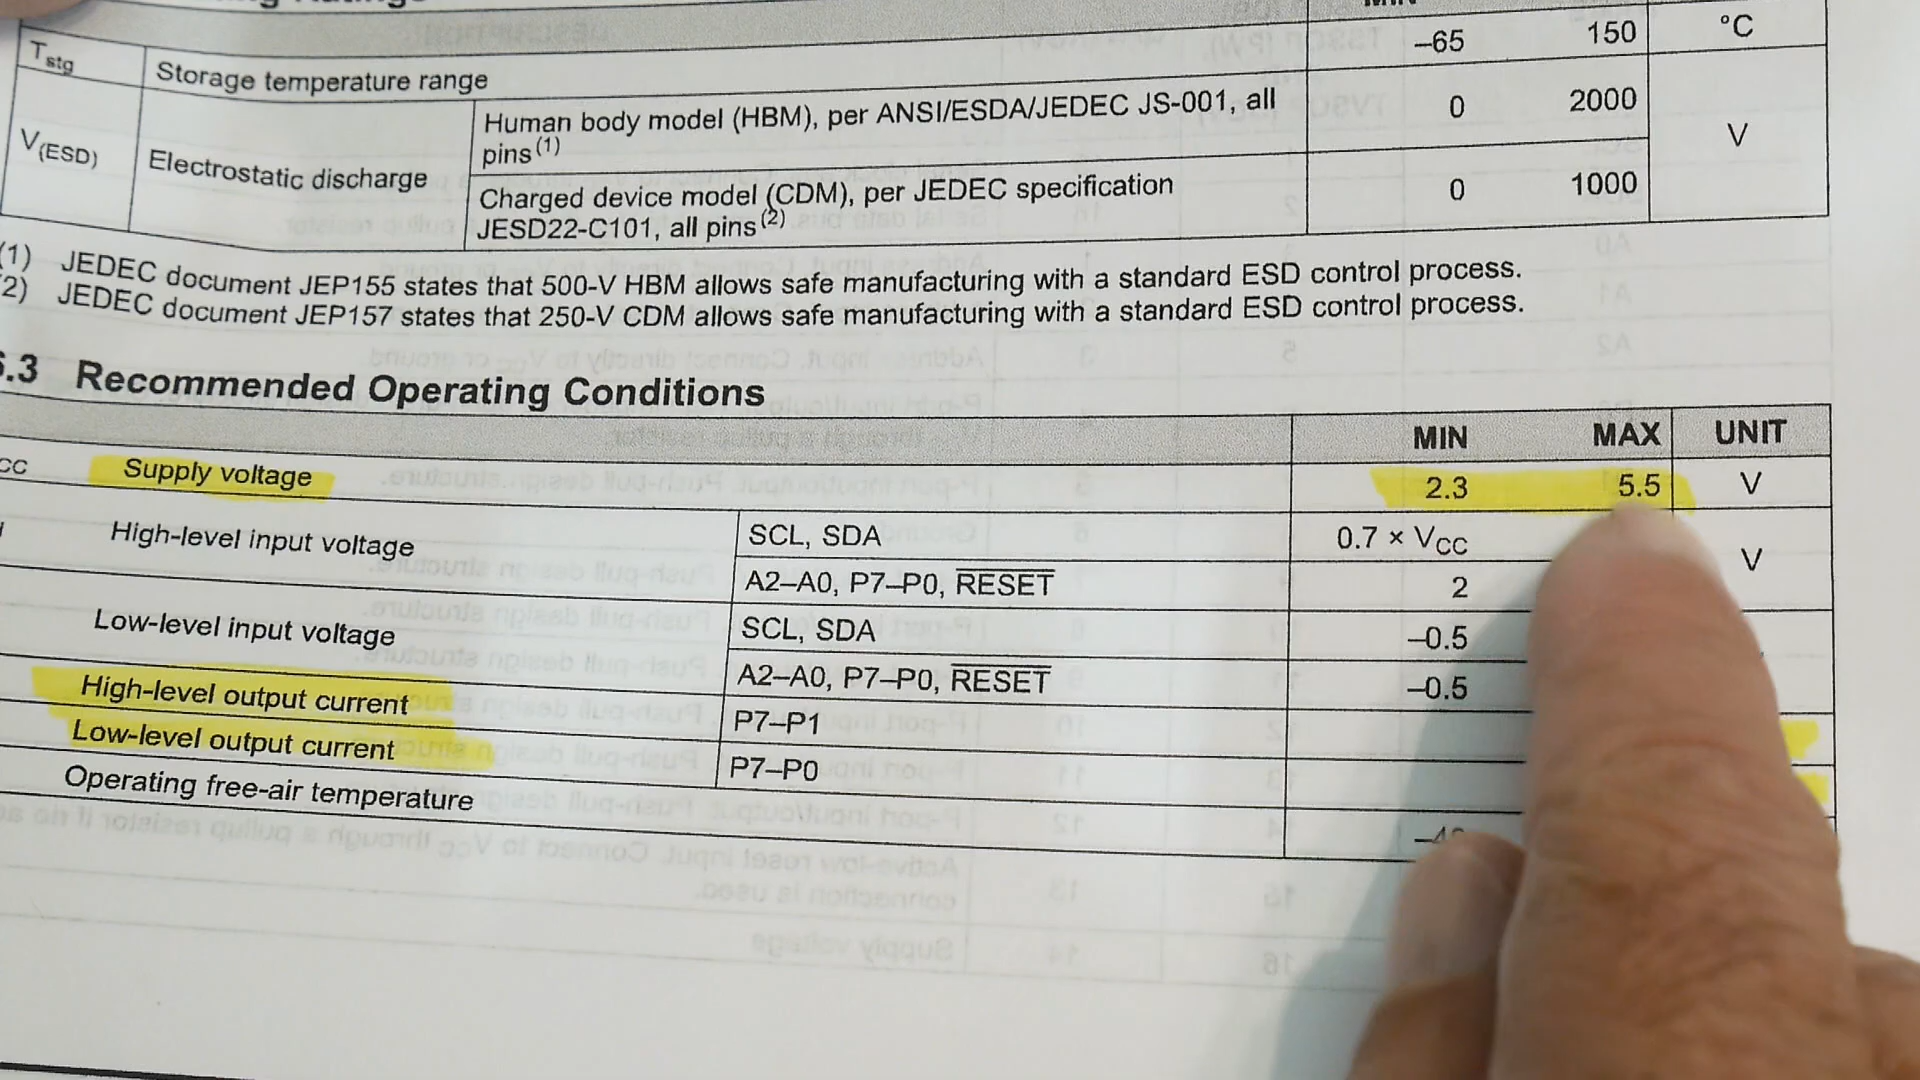 MIN
T stg Storage temperature range –65 150 °C
V(ESD) Electrostatic discharge Human body model (HBM), per ANSI/ESDA/JEDEC JS-001, all pins(1) 0 2000 V
Charged device model (CDM), per JEDEC specification JESD22-C101, all pins(2) 0 1000
(1) JEDEC document JEP155 states that 500-V HBM allows safe manufacturing with a standard ESD control process.
2) JEDEC document JEP157 states that 250-V CDM allows safe manufacturing with a standard ESD control process.
.3 Recommended Operating Conditions
MIN MAX UNIT
CC Supply voltage 2.3 5.5 V
High-level input voltage SCL, SDA 0.7 × VCC V
A2–A0, P7–P0, RESET 2
Low-level input voltage SCL, SDA –0.5
A2–A0, P7–P0, RESET –0.5
High-level output current P7–P1
Low-level output current P7–P0
Operating free-air temperature